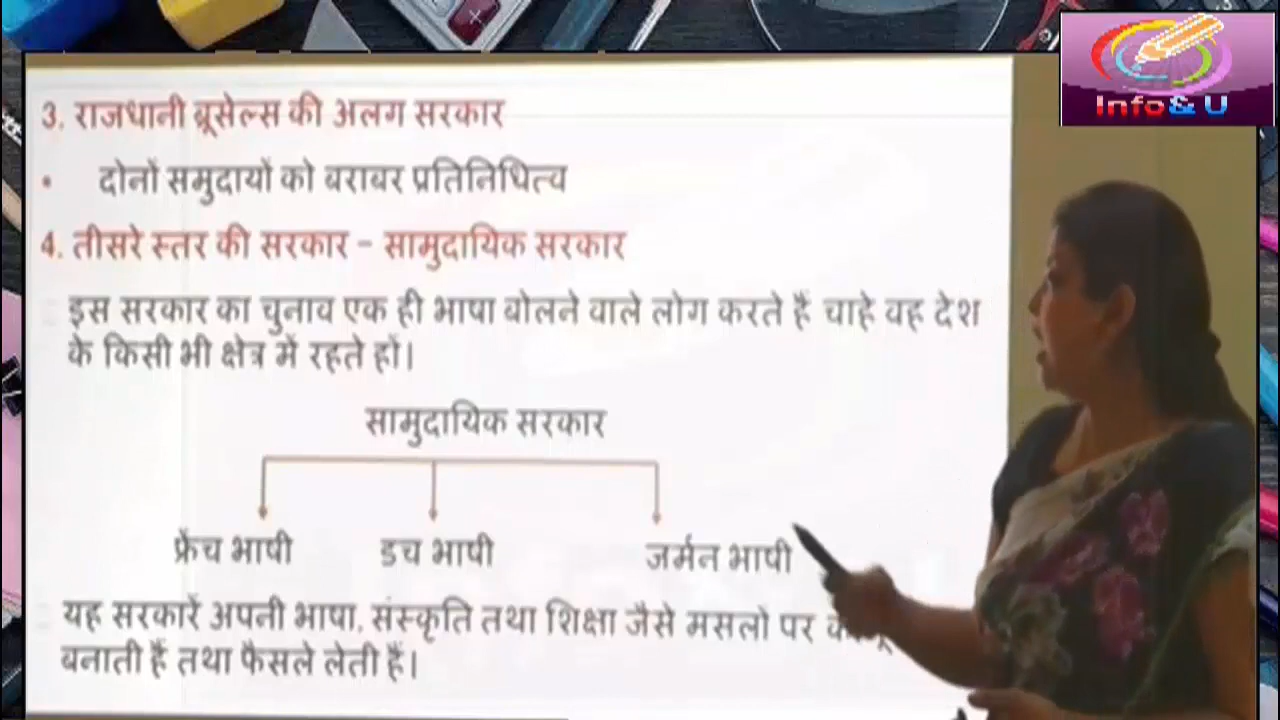 Info & U
3. राजधानी ब्रूसेल्स की अलग सरकार
• दोनों समुदायों को बराबर प्रतिनिधित्व
4. तीसरे स्तर की सरकार – सामुदायिक सरकार
इस सरकार का चुनाव एक ही भाषा बोलने वाले लोग करते हैं चाहे वह देश
के किसी भी क्षेत्र में रहते हों।
सामुदायिक सरकार
फ्रेंच भाषी डच भाषी जर्मन भाषी
यह सरकारें अपनी भाषा, संस्कृति तथा शिक्षा जैसे मसलो पर
बनाती हैं तथा फैसले लेती हैं।